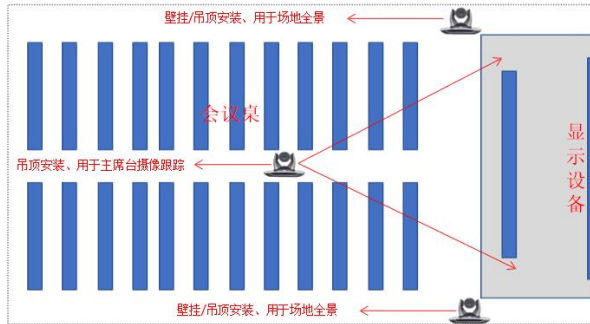 壁挂/吊顶安装、用于场地全景
会议桌
吊顶安装、用于主席台摄像跟踪
显示设备
壁挂/吊顶安装、用于场地全景